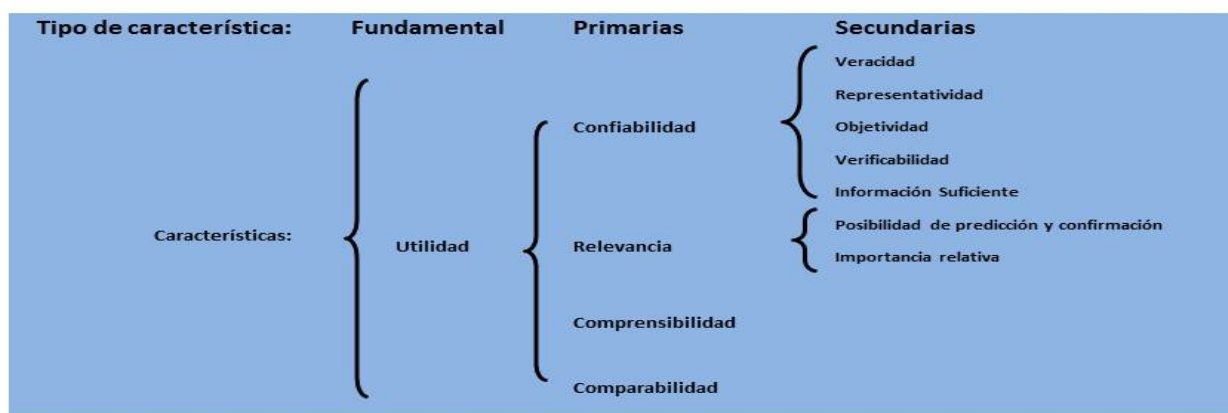 Tipo de característica: Fundamental Primarias Secundarias
Veracidad
Representatividad
Confiabilidad Objetividad
Verificabilidad
Información Suficiente
Posibilidad de predicción y confirmación
Características: Utilidad Relevancia
Importancia relativa
Comprensibilidad
Comparabilidad